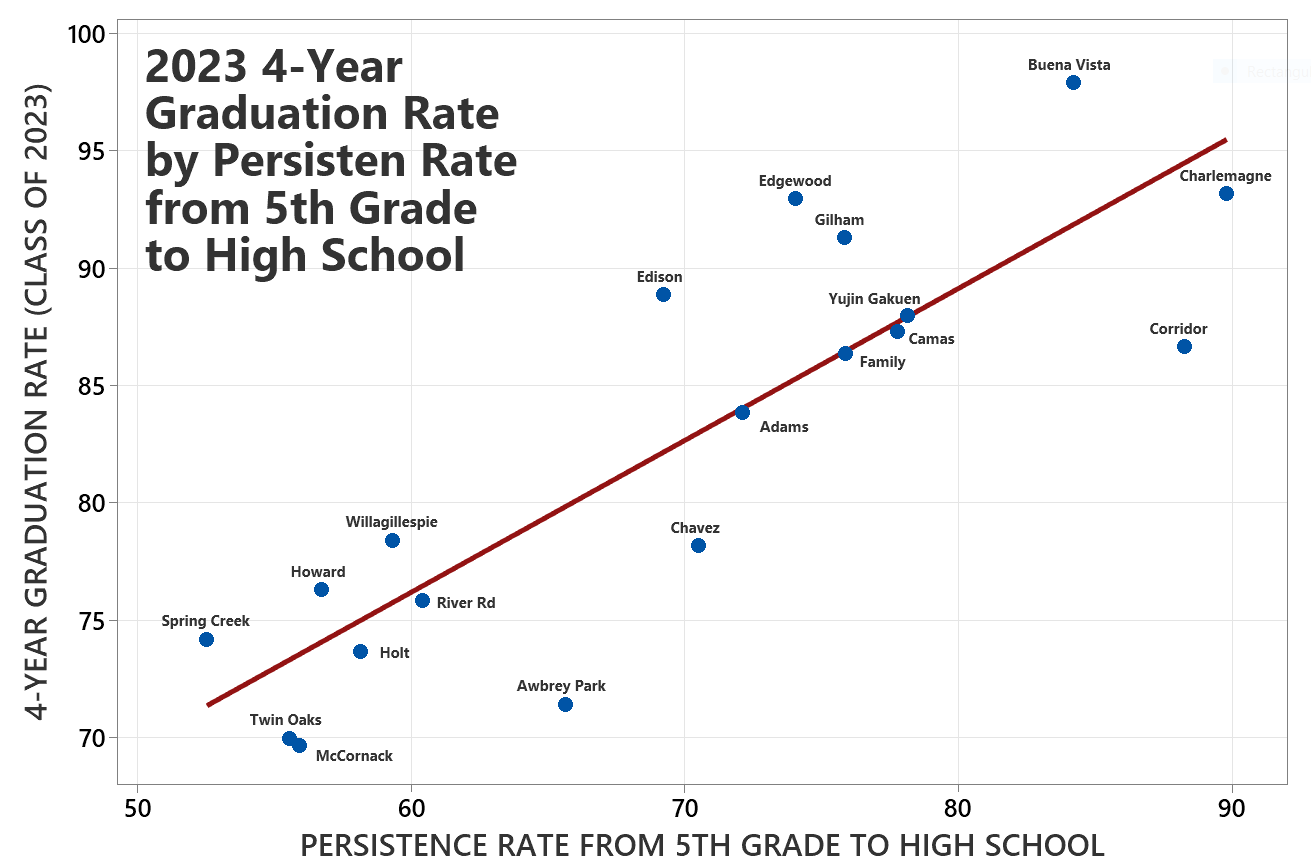 100
2023 4-Year
Graduation Rate
by Persisten Rate
from 5th Grade
to High School
Buena Vista
95
Charlemagne
Edgewood
Gilham
90
Edison
Yujin Gakuen
Corridor
Camas
Family
85
Adams
80
Willagillespie
Chavez
Howard
River Rd
75
Spring Creek
Holt
Awbrey Park
Twin Oaks
70
McCornack
4-YEAR GRADUATION RATE (CLASS OF 2023)
50 60 70 80 90
PERSISTENCE RATE FROM 5TH GRADE TO HIGH SCHOOL